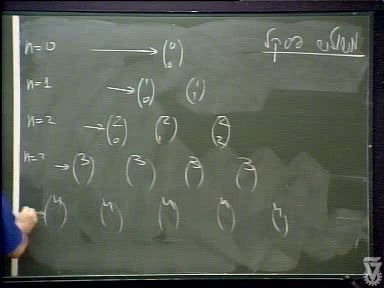 משולש פסקל
n=0 → (0 0)
n=1 → (1 0) (1 1)
n=2 → (2 0) (2 1) (2 2)
n=3 → (3 ) (3 ) (3 ) (3 )
(4 ) (4 ) (4 ) (4 ) (4 )